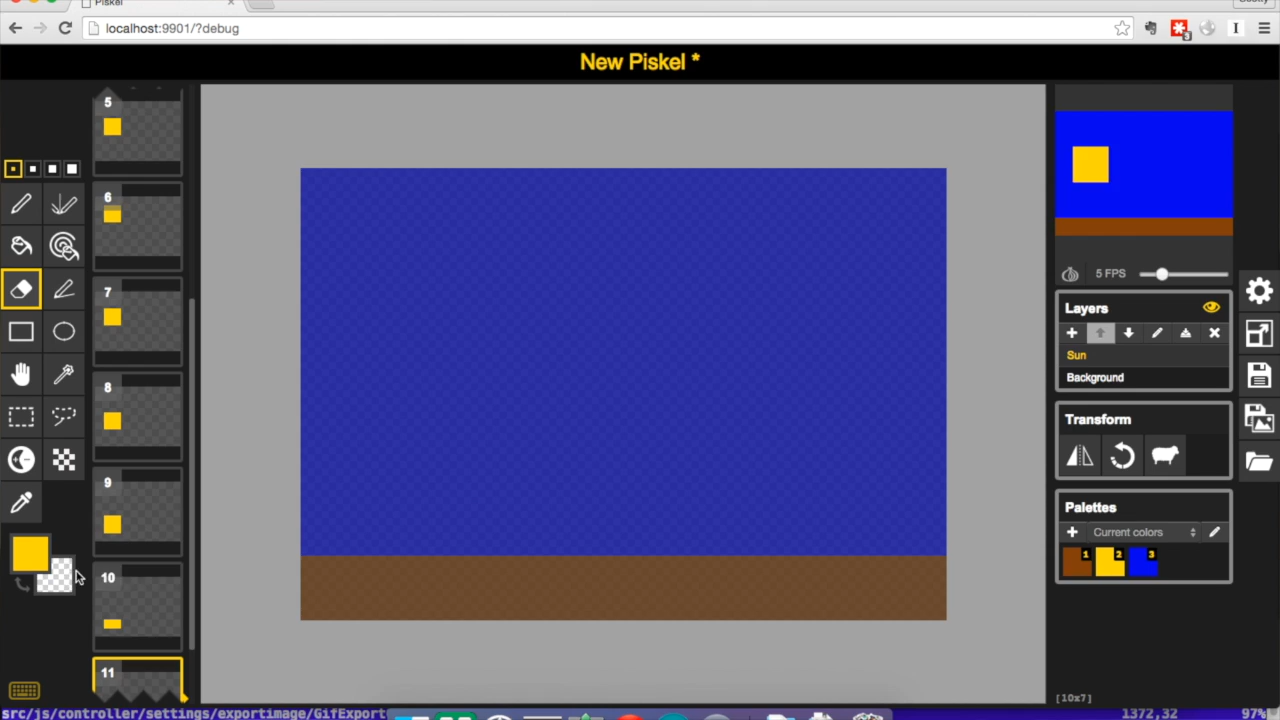 Piskel
localhost:9901/?debug
New Piskel *
5
6
7
8
9
10
11
5 FPS
Layers
Sun
Background
Transform
Palettes
Current colors
1 2 3
[10x7]
src/js/controller/settings/exportimage/GifExport
1372,32 97%